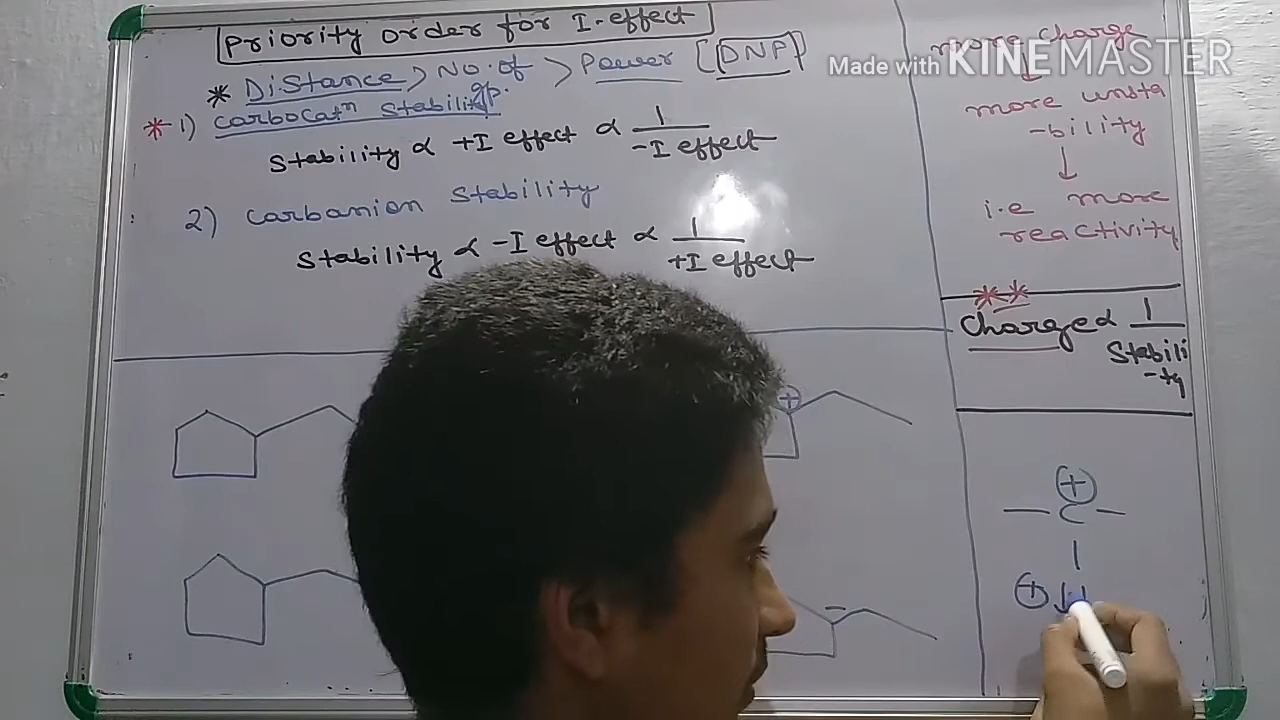 Priority order for I-effect
* Distance > No. of gp. > Power [DNP]
* 1) Carbocatⁿ Stability
Stability ∝ +I effect ∝ 1/-I effect
2) Carbanion Stability
Stability ∝ -I effect ∝ 1/+I effect
more charge
↓
more unsta
-bility
↓
i.e more
reactivity
**
Charge ∝ 1/Stabili
-ty
⊕
— C —
|
⊕
⊕
−
Made with KINEMASTER